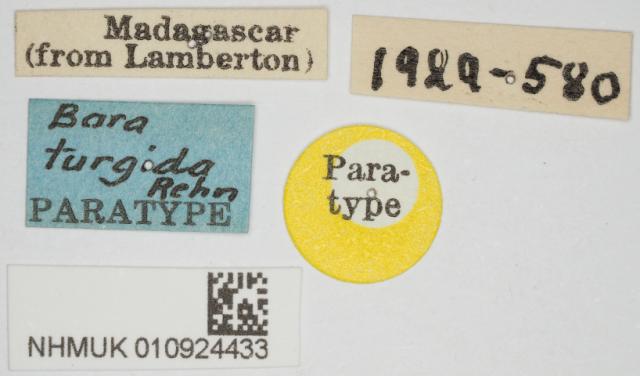 Madagascar
(from Lamberton)
1929-580
Bara
turgida
Rehn
PARATYPE
Para-
type
NHMUK 010924433